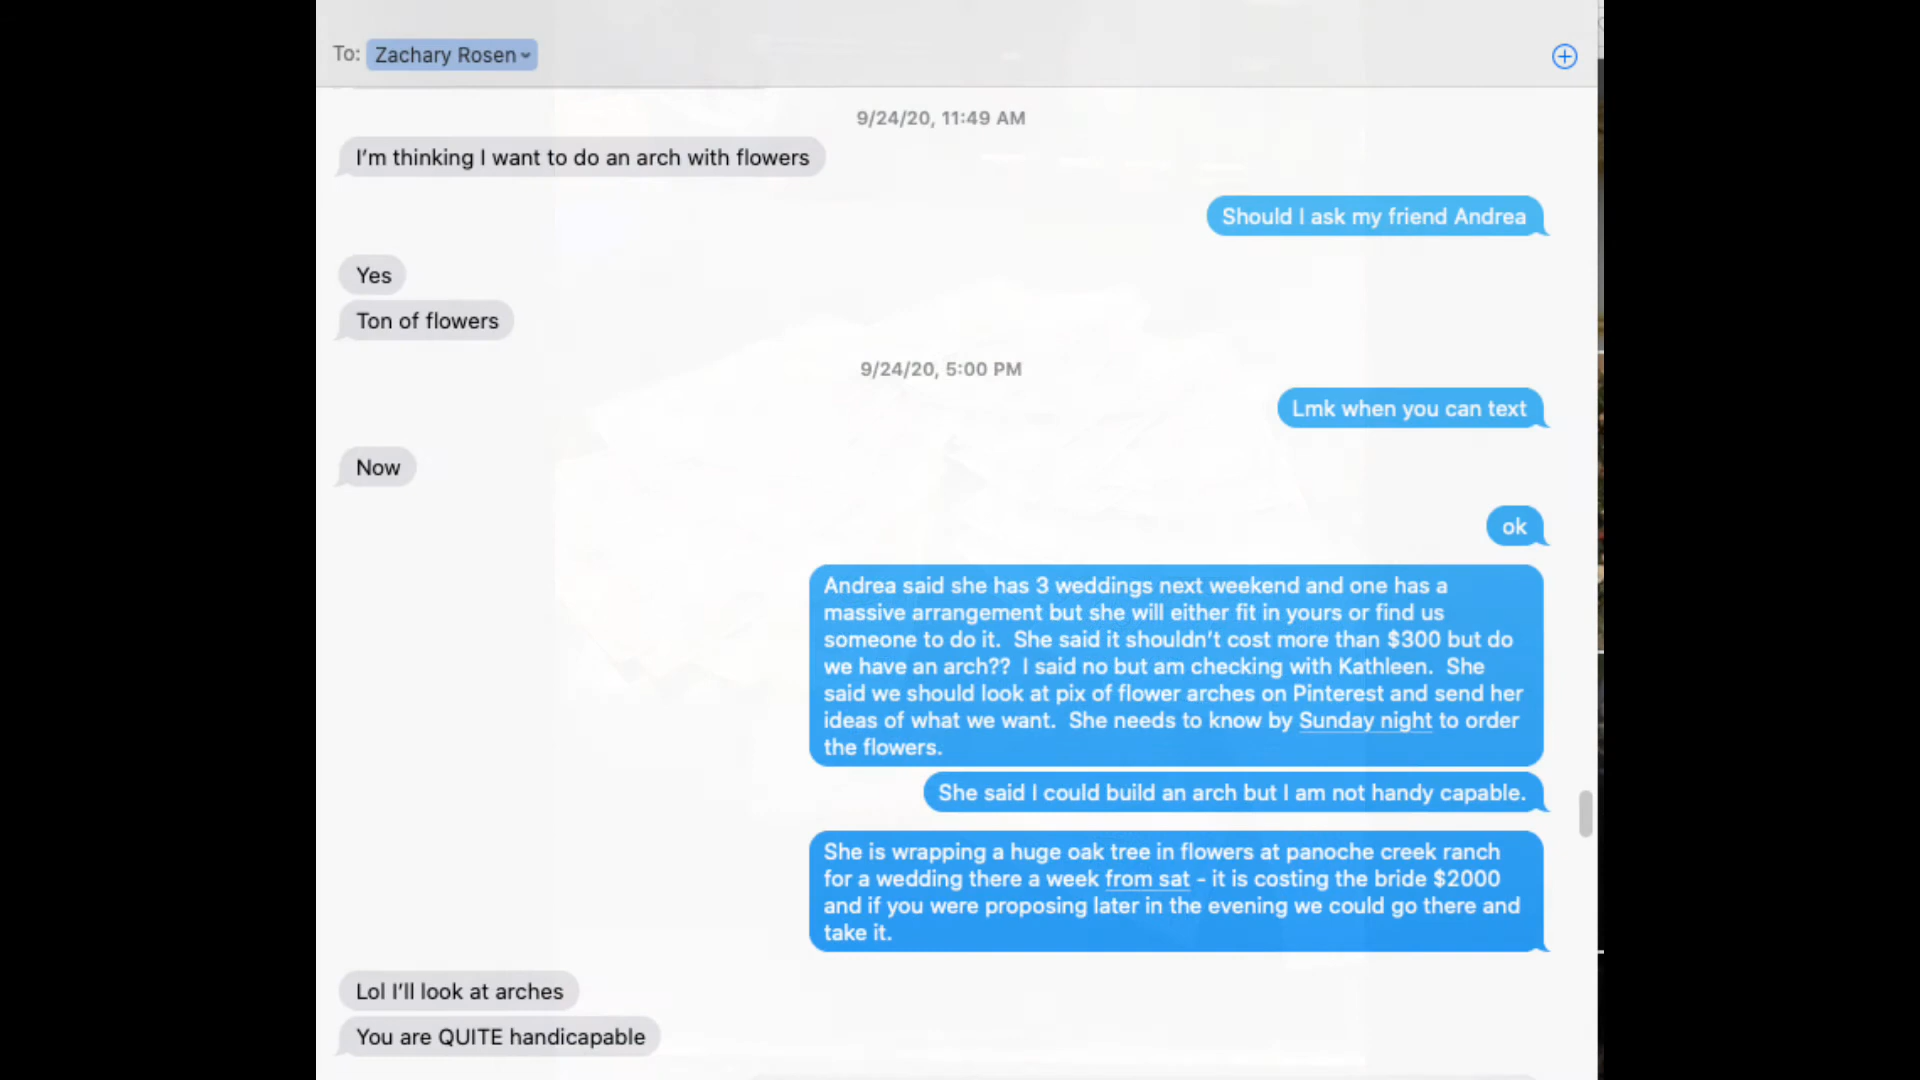 To: Zachary Rosen
9/24/20, 11:49 AM
I'm thinking I want to do an arch with flowers
Should I ask my friend Andrea
Yes
Ton of flowers
9/24/20, 5:00 PM
Lmk when you can text
Now
ok
Andrea said she has 3 weddings next weekend and one has a
massive arrangement but she will either fit in yours or find us
someone to do it.  She said it shouldn't cost more than $300 but do
we have an arch??  I said no but am checking with Kathleen.  She
said we should look at pix of flower arches on Pinterest and send her
ideas of what we want.  She needs to know by Sunday night to order
the flowers.
She said I could build an arch but I am not handy capable.
She is wrapping a huge oak tree in flowers at panoche creek ranch
for a wedding there a week from sat - it is costing the bride $2000
and if you were proposing later in the evening we could go there and
take it.
Lol I'll look at arches
You are QUITE handicapable